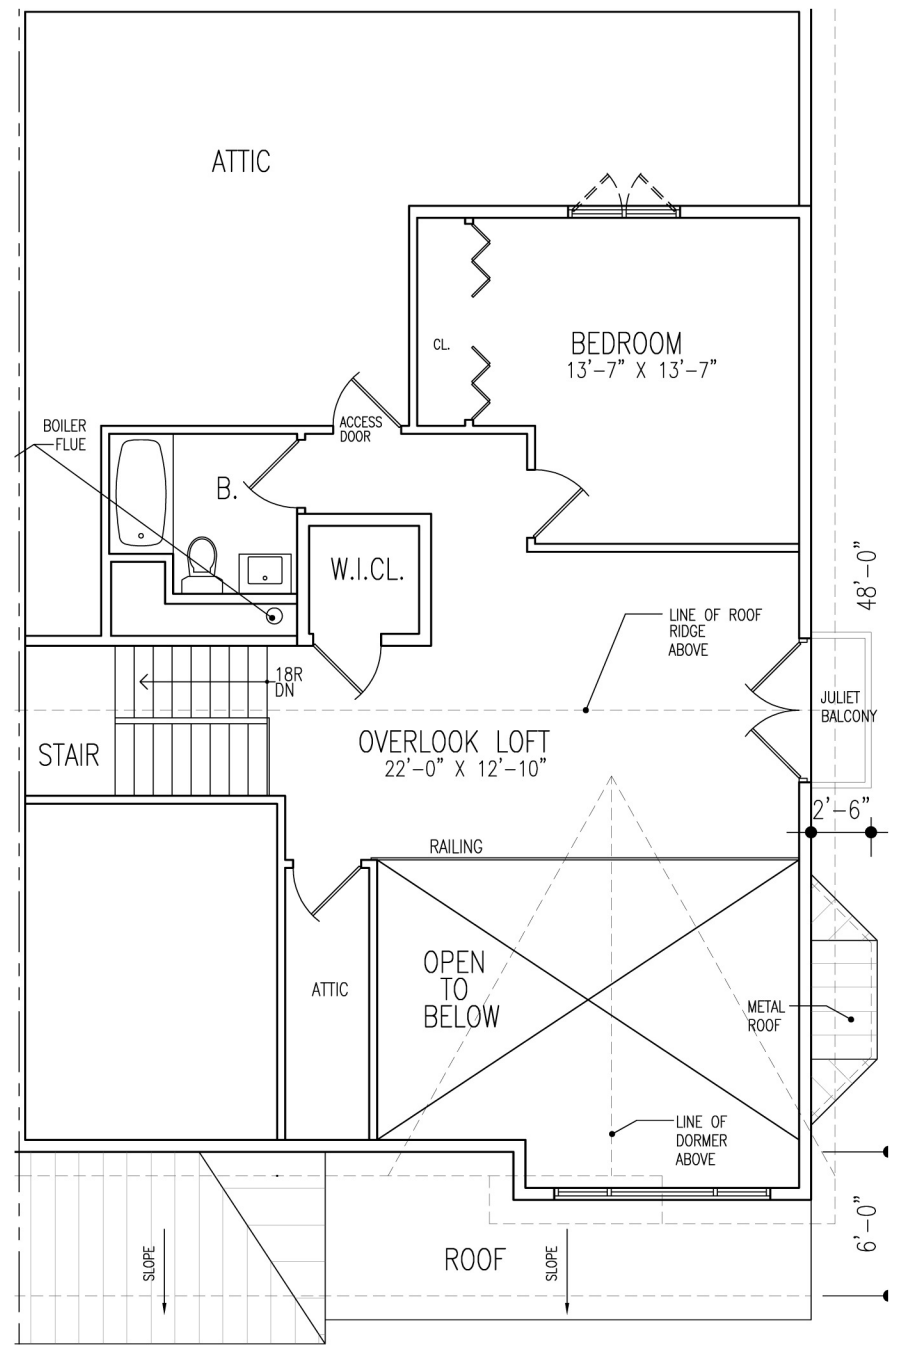 ATTIC
CL.
BEDROOM
13'-7" X 13'-7"
BOILER
FLUE
ACCESS
DOOR
B.
W.I.CL.
48'-0"
LINE OF ROOF
RIDGE
ABOVE
18R
DN
JULIET
BALCONY
STAIR
OVERLOOK LOFT
22'-0" X 12'-10"
2'-6"
RAILING
OPEN
TO
BELOW
ATTIC
METAL
ROOF
LINE OF
DORMER
ABOVE
6'-0"
SLOPE
ROOF
SLOPE